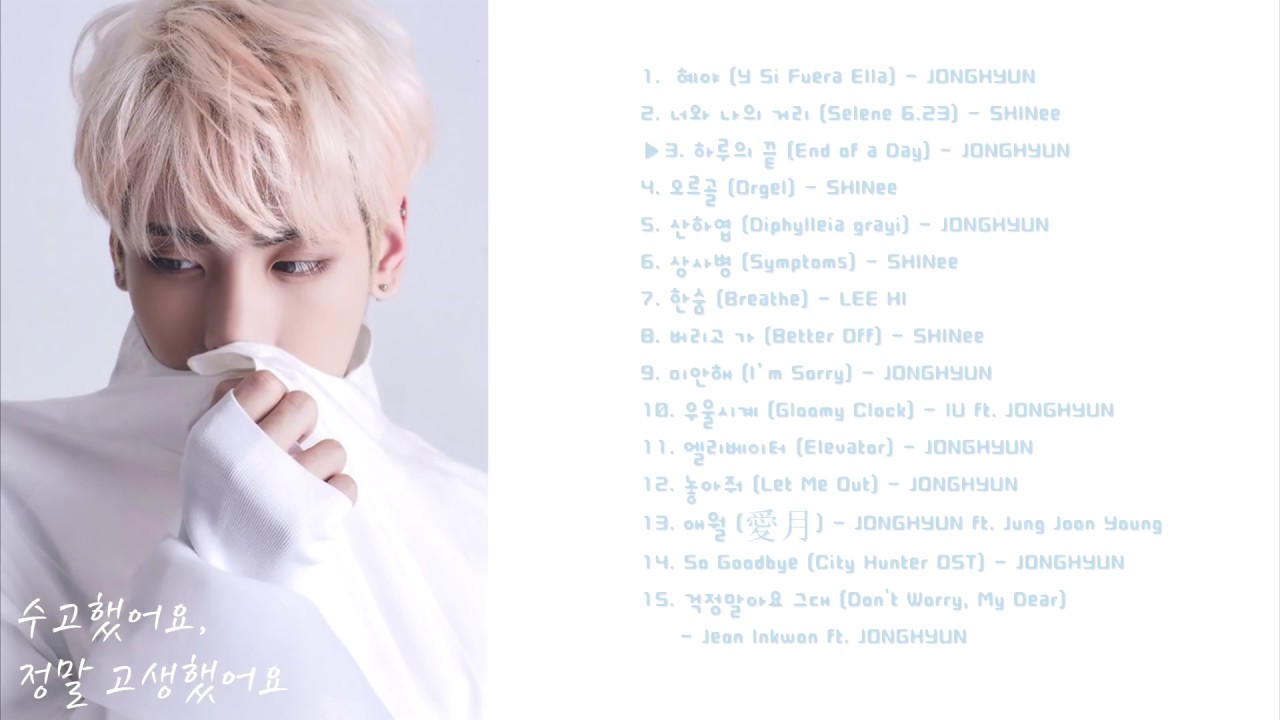 1. 혜야 (Y Si Fuera Ella) - JONGHYUN
2. 너와 나의 거리 (Selene 6.23) - SHINee
▶3. 하루의 끝 (End of a Day) - JONGHYUN
4. 오르골 (Orgel) - SHINee
5. 산하엽 (Diphylleia grayi) - JONGHYUN
6. 상사병 (Symptoms) - SHINee
7. 한숨 (Breathe) - LEE HI
8. 버리고 가 (Better Off) - SHINee
9. 미안해 (I'm Sorry) - JONGHYUN
10. 우울시계 (Gloomy Clock) - IU ft. JONGHYUN
11. 엘리베이터 (Elevator) - JONGHYUN
12. 놓아줘 (Let Me Out) - JONGHYUN
13. 애월 (愛月) - JONGHYUN ft. Jung Joon Young
14. So Goodbye (City Hunter OST) - JONGHYUN
15. 걱정말아요 그대 (Don't Worry, My Dear)
- Jeon Inkwon ft. JONGHYUN
수고했어요,
정말 고생했어요